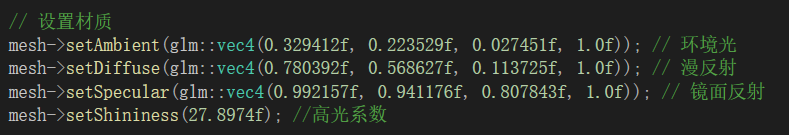 // 设置材质
mesh->setAmbient(glm::vec4(0.329412f, 0.223529f, 0.027451f, 1.0f)); // 环境光
mesh->setDiffuse(glm::vec4(0.780392f, 0.568627f, 0.113725f, 1.0f)); // 漫反射
mesh->setSpecular(glm::vec4(0.992157f, 0.941176f, 0.807843f, 1.0f)); // 镜面反射
mesh->setShininess(27.8974f); //高光系数